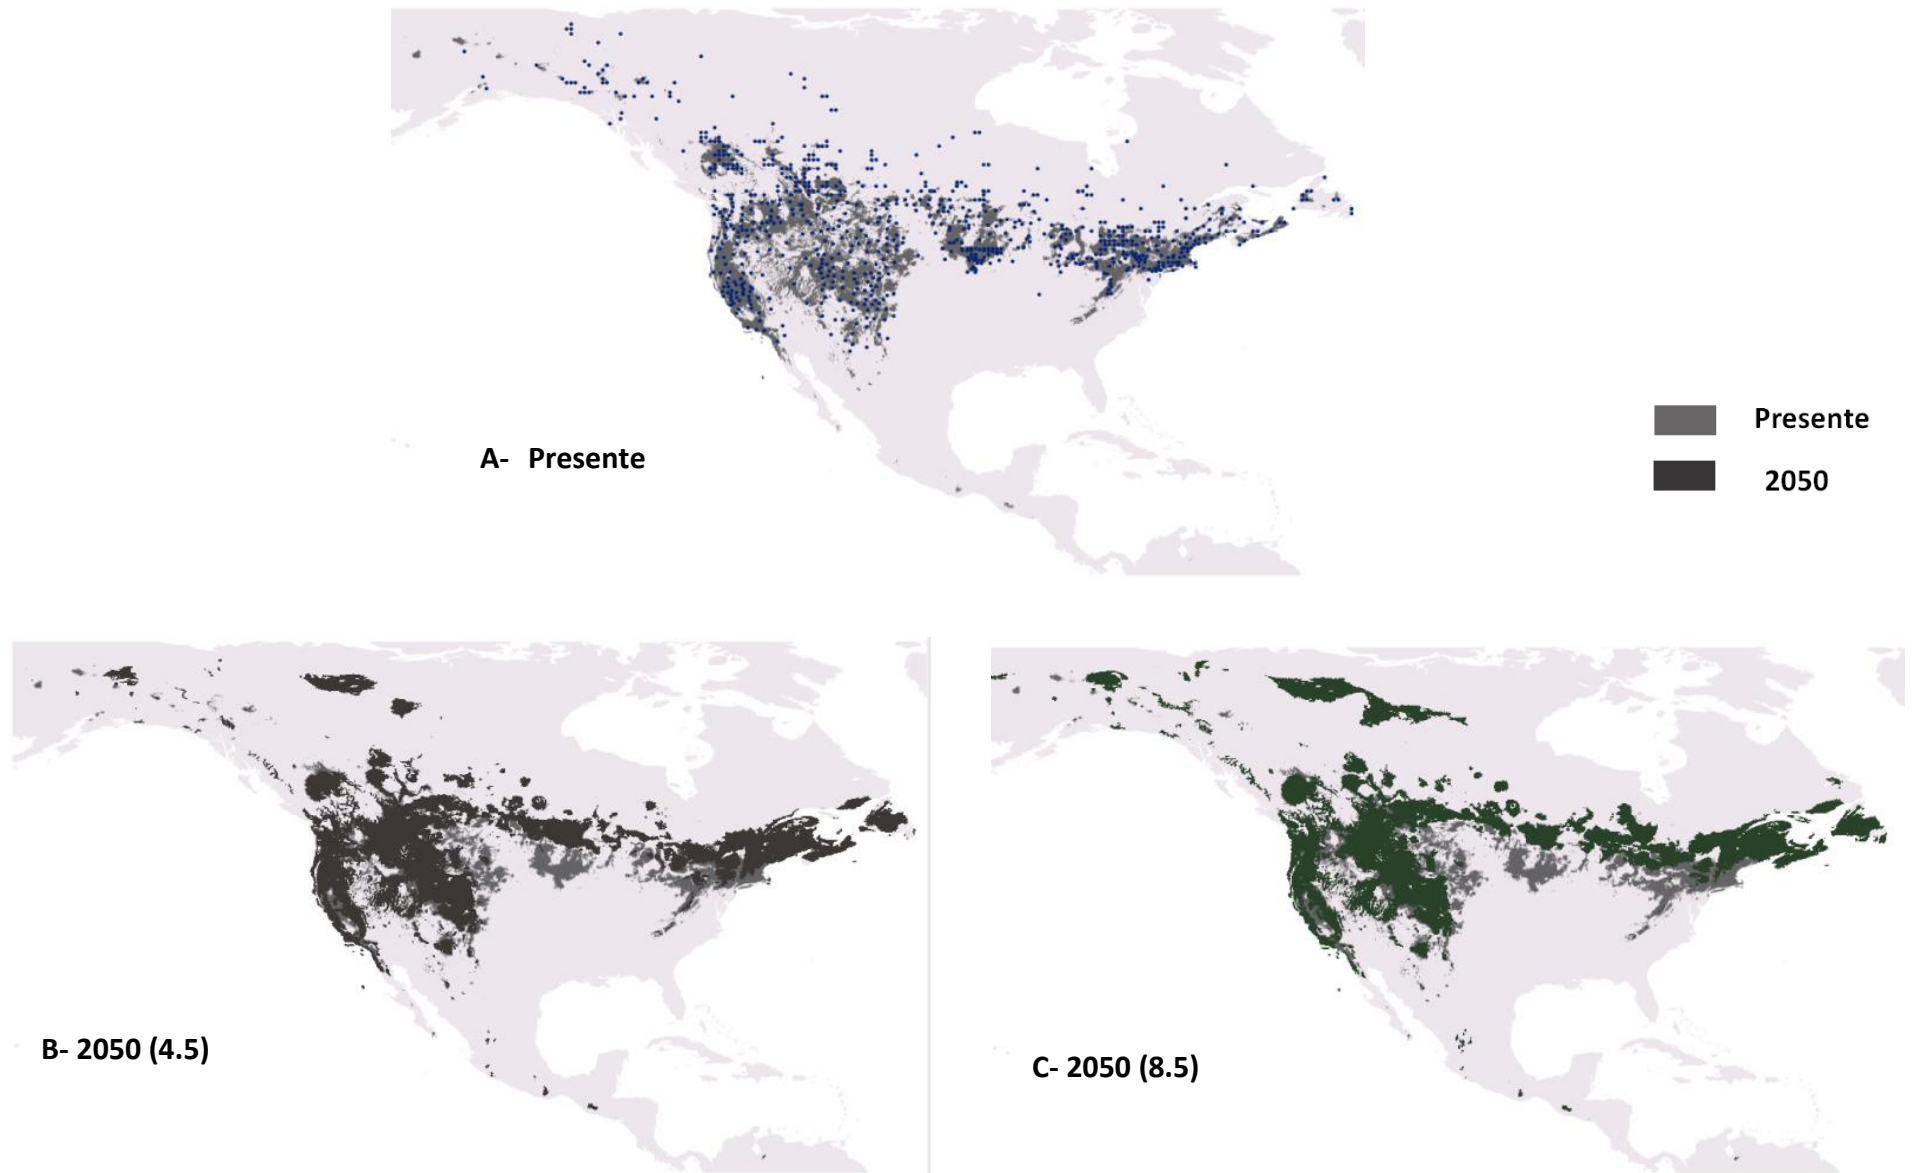 A- Presente
Presente
2050
B- 2050 (4.5)
C- 2050 (8.5)